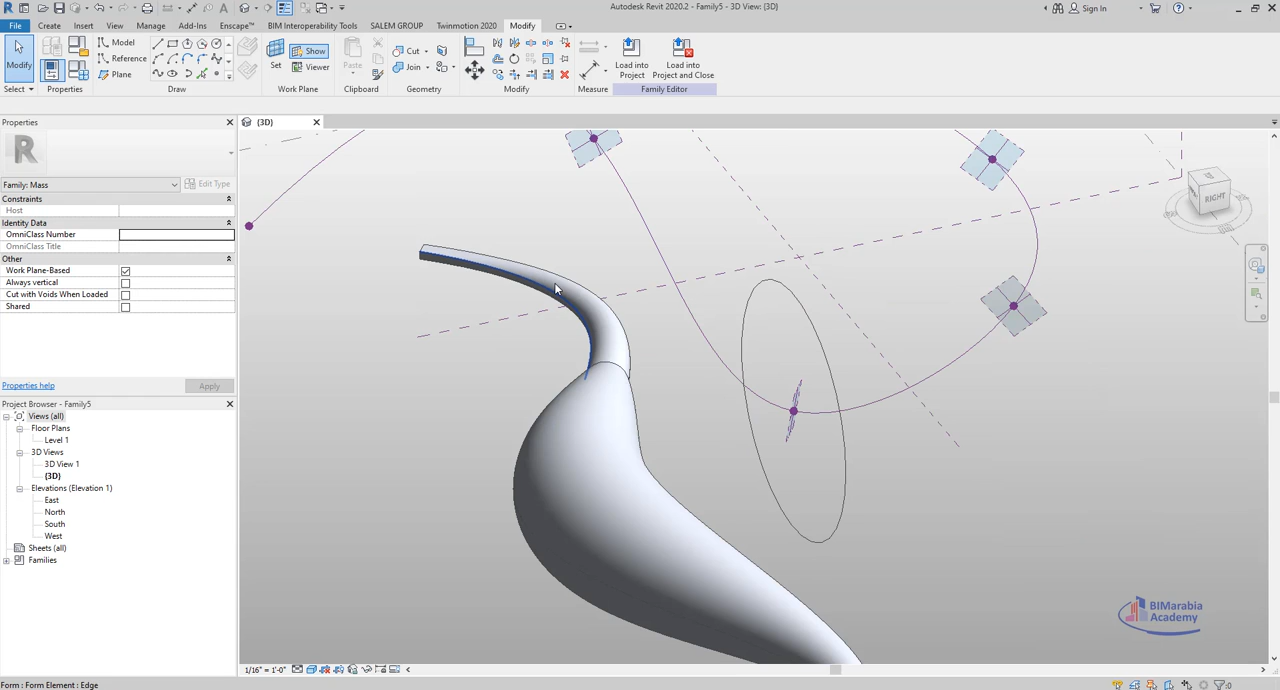 Autodesk Revit 2020.2 - Family5 - 3D View: {3D}
Sign In
File Create Insert View Manage Add-Ins Enscape™ BIM Interoperability Tools SALEM GROUP Twinmotion 2020 Modify
Modify
Select
Properties
Model
Reference
Plane
Draw
Set
Show
Viewer
Work Plane
Paste
Clipboard
Cut
Join
Geometry
Modify
Measure
Load into
Project
Load into
Project and Close
Family Editor
Properties
{3D}
Family: Mass
Edit Type
Constraints
Host
Identity Data
OmniClass Number
OmniClass Title
Other
Work Plane-Based
Always vertical
Cut with Voids When Loaded
Shared
Properties help
Apply
Project Browser - Family5
Views (all)
Floor Plans
Level 1
3D Views
3D View 1
{3D}
Elevations (Elevation 1)
East
North
South
West
Sheets (all)
Families
RIGHT
BIMarabia
Academy
1/16" = 1'-0"
Form : Form Element : Edge
:0